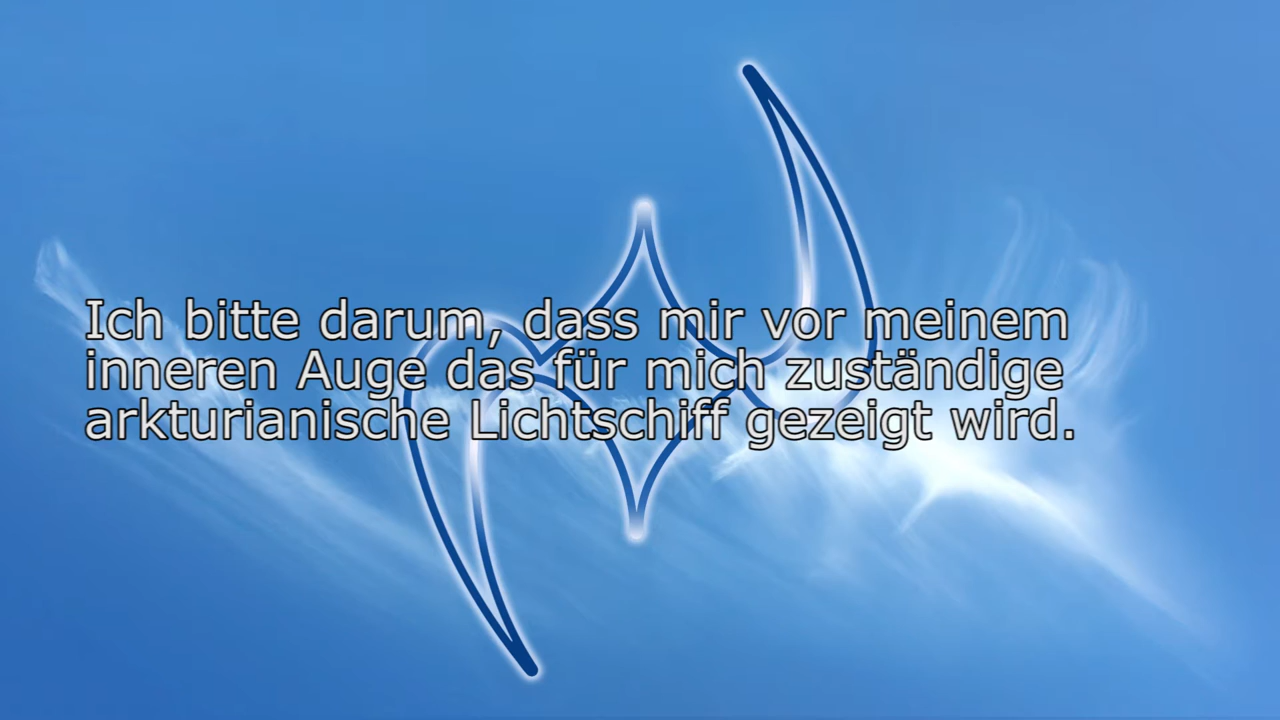 Ich bitte darum, dass mir vor meinem
inneren Auge das für mich zuständige
arkturianische Lichtschiff gezeigt wird.